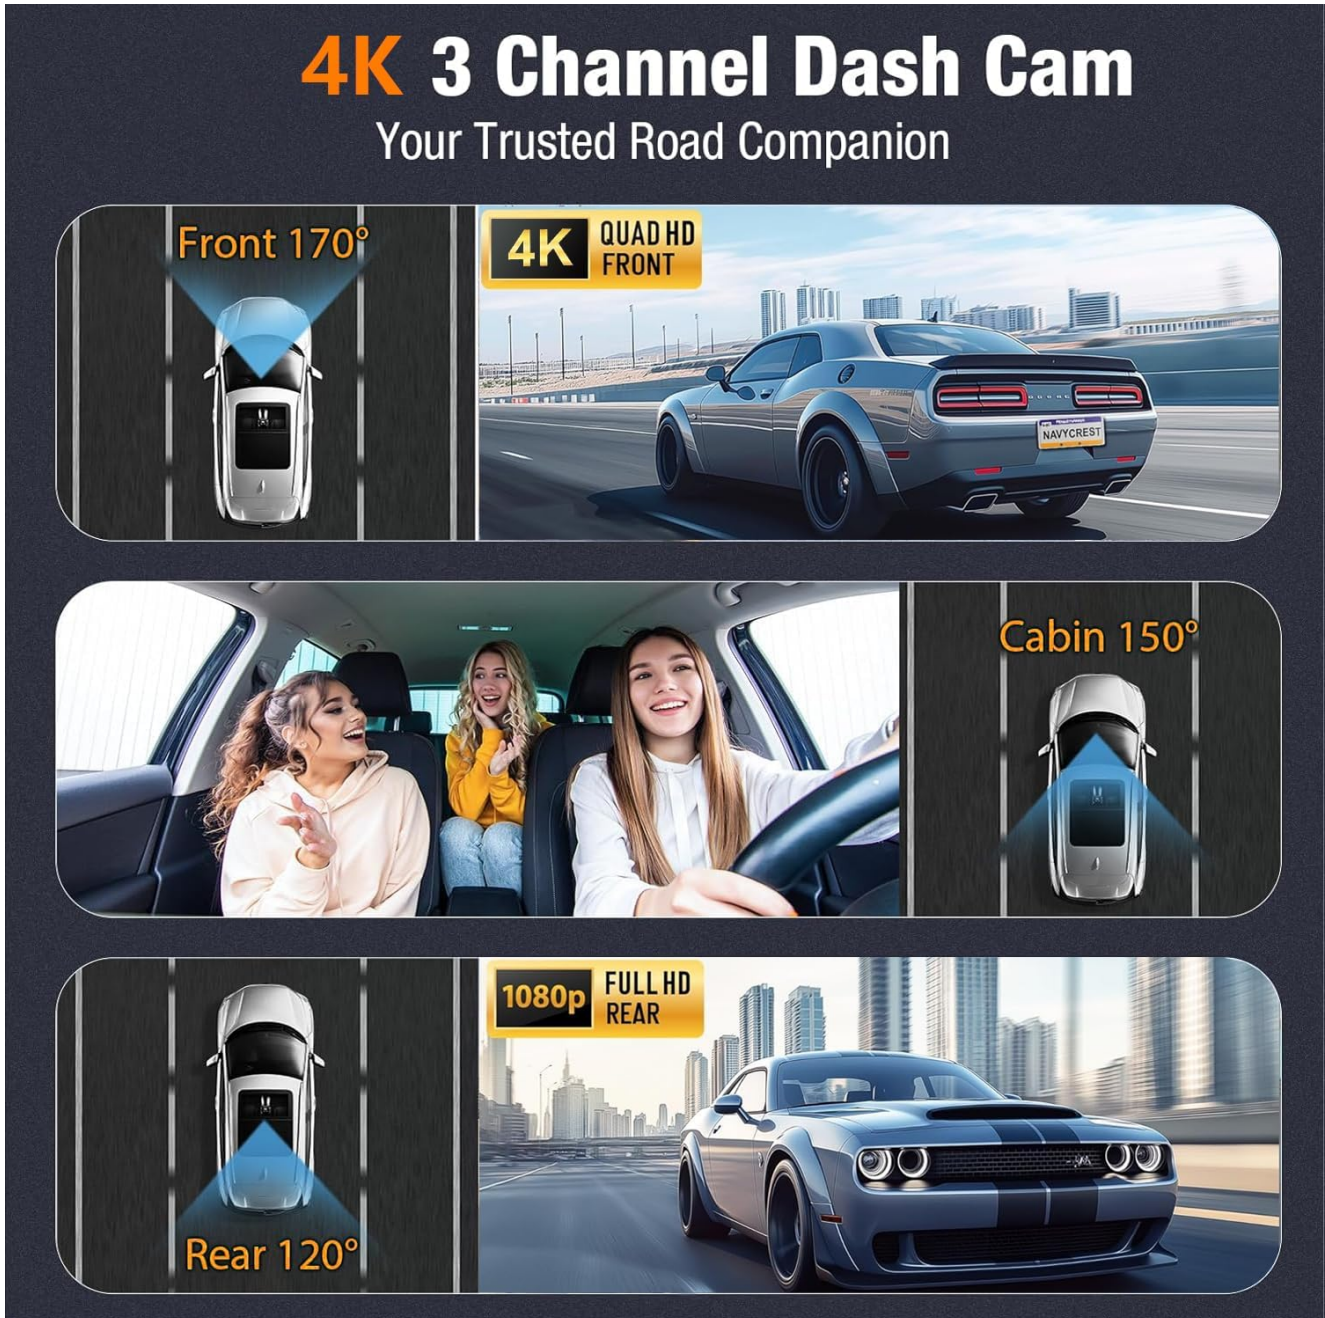 4K 3 Channel Dash Cam
Your Trusted Road Companion
Front 170°
4K QUAD HD
FRONT
DODGE
NAVYCREST
Cabin 150°
1080p FULL HD
REAR
Rear 120°